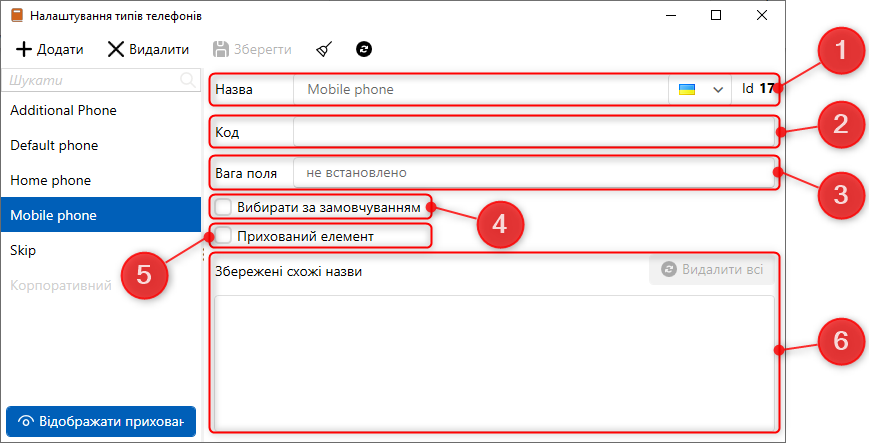 Налаштування типів телефонів
Додати Видалити Зберегти
Шукати
Additional Phone
Default phone
Home phone
Mobile phone
Skip
Корпоративний
Відображати прихован
Назва Mobile phone Id 17
Код
Вага поля не встановлено
Вибирати за замовчуванням
Прихований елемент
Збережені схожі назви Видалити всі
1
2
3
4
5
6